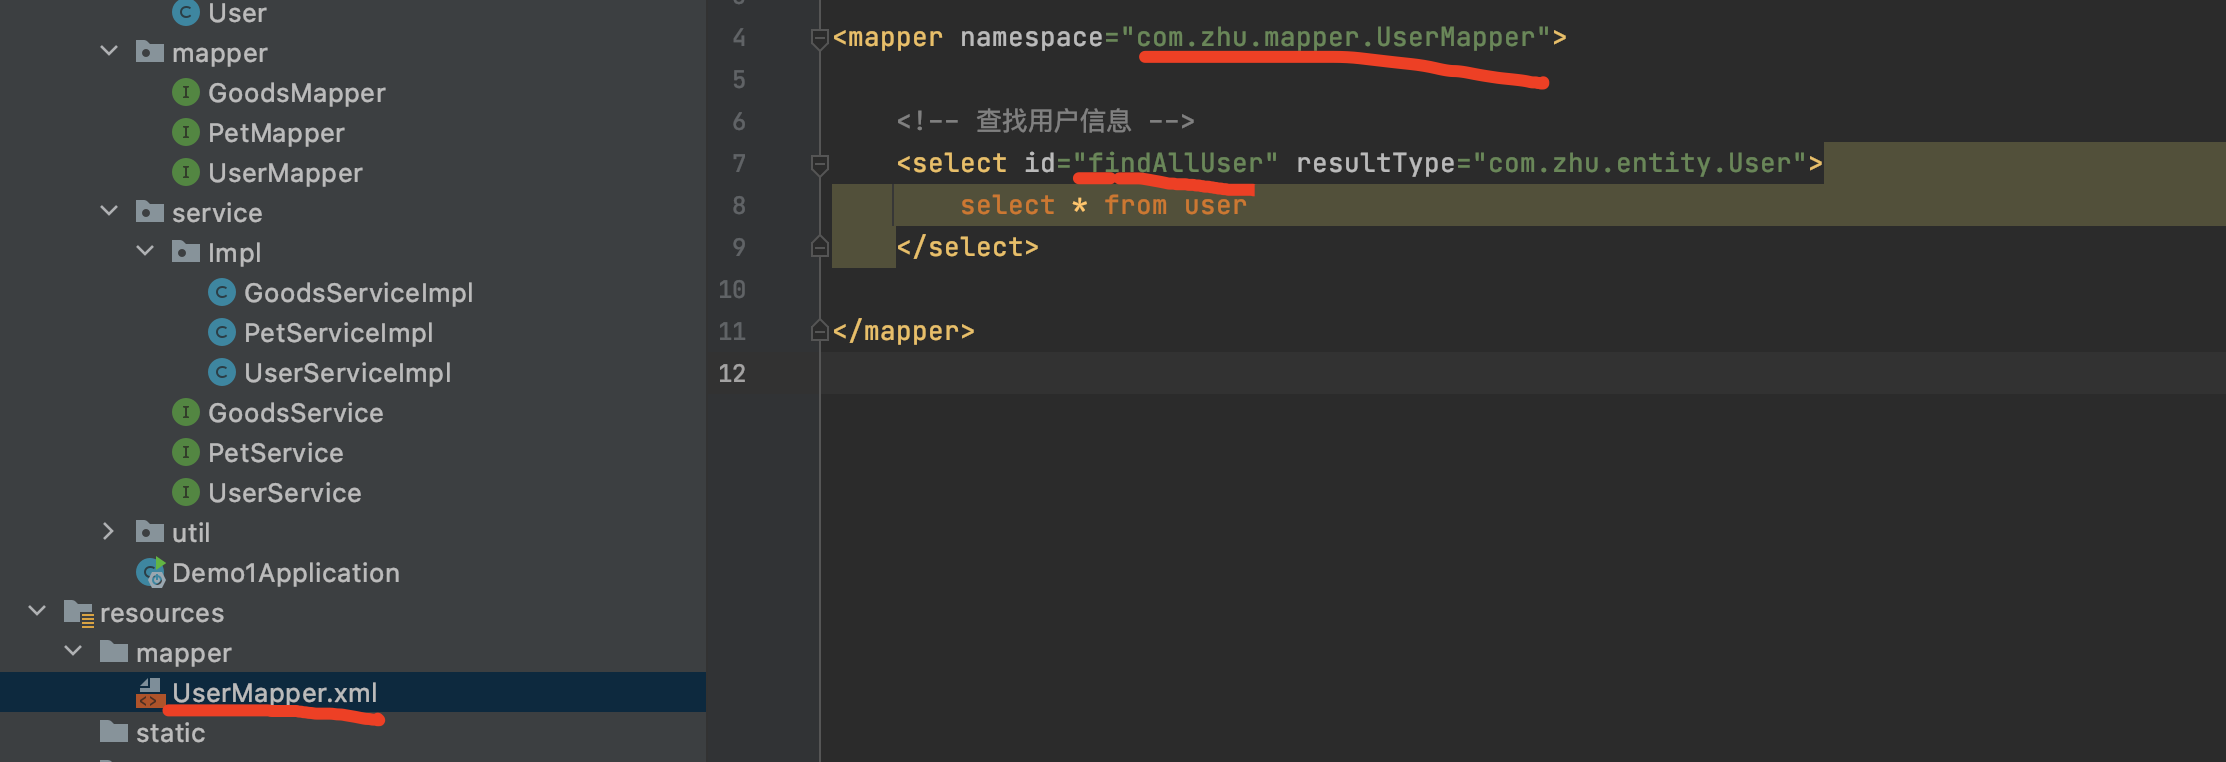 User
mapper
GoodsMapper
PetMapper
UserMapper
service
Impl
GoodsServiceImpl
PetServiceImpl
UserServiceImpl
GoodsService
PetService
UserService
util
Demo1Application
resources
mapper
UserMapper.xml
static
4 <mapper namespace="com.zhu.mapper.UserMapper">
5
6 <!-- 查找用户信息 -->
7 <select id="findAllUser" resultType="com.zhu.entity.User">
8 select * from user
9 </select>
10
11 </mapper>
12